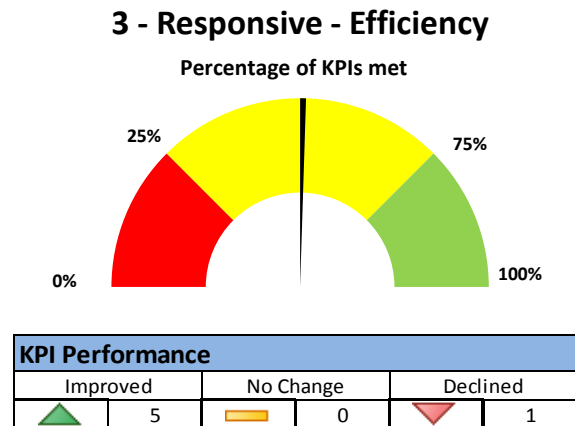 3 - Responsive - Efficiency
Percentage of KPIs met
25%
75%
0%
100%
KPI Performance
Improved No Change Declined
5 0 1